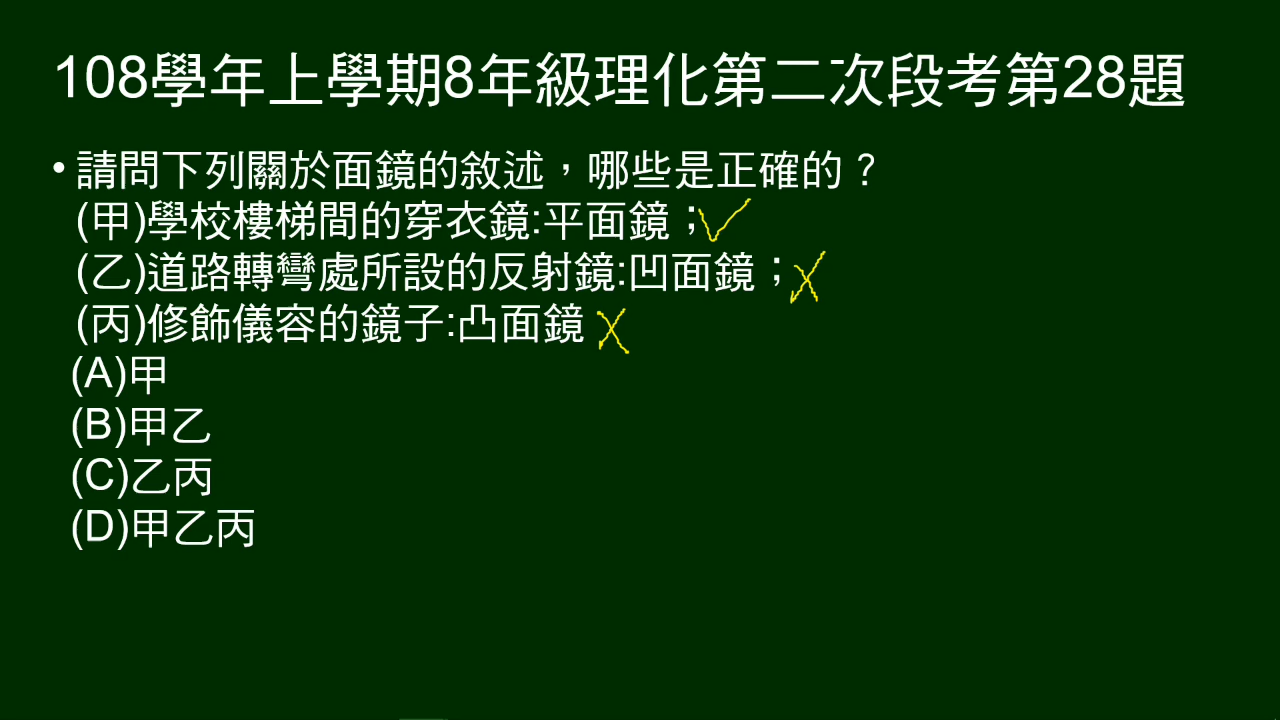 108學年上學期8年級理化第二次段考第28題
• 請問下列關於面鏡的敘述，哪些是正確的？
(甲)學校樓梯間的穿衣鏡:平面鏡；
(乙)道路轉彎處所設的反射鏡:凹面鏡；
(丙)修飾儀容的鏡子:凸面鏡
(A)甲
(B)甲乙
(C)乙丙
(D)甲乙丙